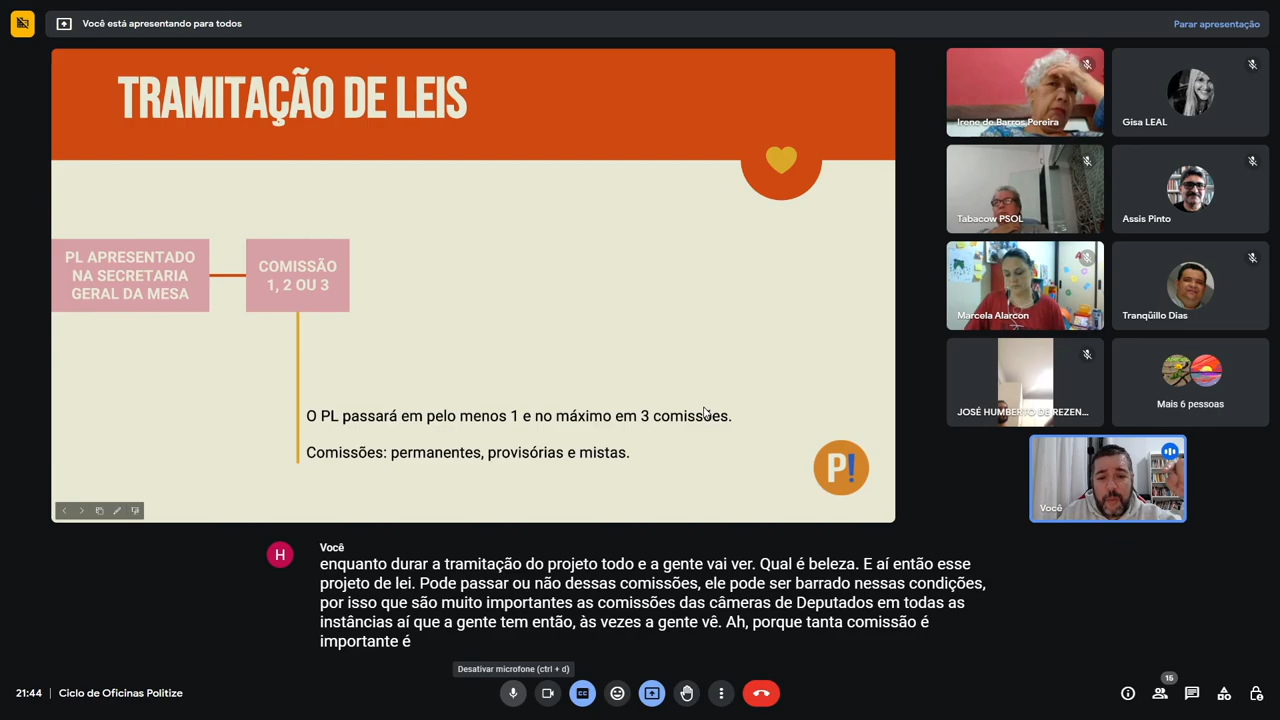 Você está apresentando para todos
Parar apresentação
TRAMITAÇÃO DE LEIS
PL APRESENTADO
NA SECRETARIA
GERAL DA MESA
COMISSÃO
1, 2 OU 3
O PL passará em pelo menos 1 e no máximo em 3 comissões.
Comissões: permanentes, provisórias e mistas.
P!
Irene de Barros Pereira
Gisa LEAL
Tabacow PSOL
Assis Pinto
Marcela Alarcon
Tranqüillo Dias
JOSÉ HUMBERTO DE REZEN...
Mais 6 pessoas
Você
H
Você
enquanto durar a tramitação do projeto todo e a gente vai ver. Qual é beleza. E aí então esse
projeto de lei. Pode passar ou não dessas comissões, ele pode ser barrado nessas condições,
por isso que são muito importantes as comissões das câmeras de Deputados em todas as
instâncias aí que a gente tem então, às vezes a gente vê. Ah, porque tanta comissão é
importante é
Desativar microfone (ctrl + d)
21:44 | Ciclo de Oficinas Politize
CC
15